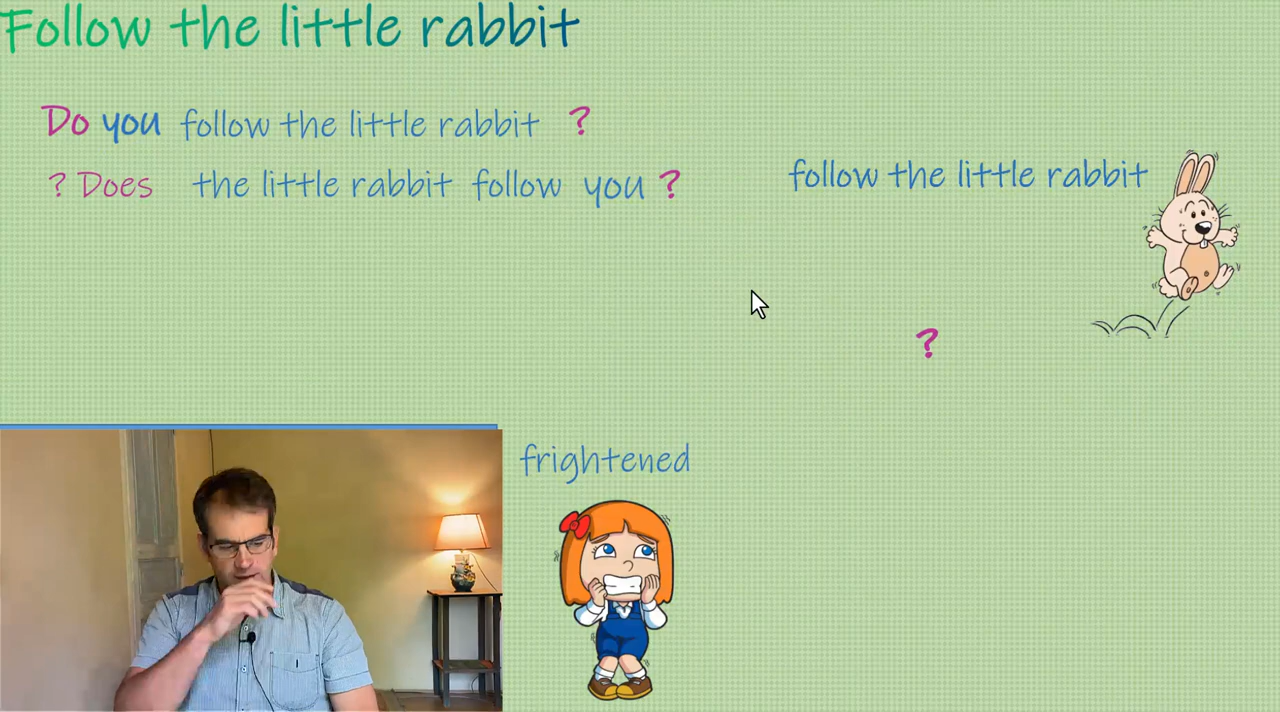 Follow the little rabbit
Do you follow the little rabbit ?
? Does the little rabbit follow you ?
follow the little rabbit
?
frightened